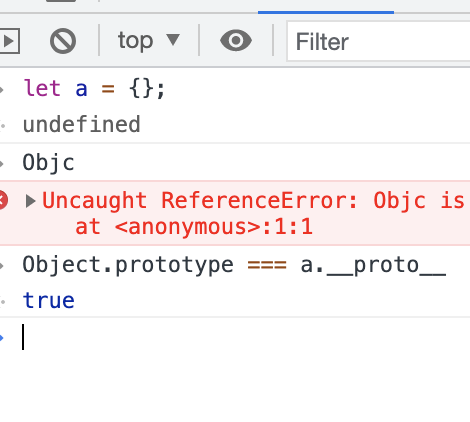 top ▼
Filter
let a = {};
undefined
Objc
Uncaught ReferenceError: Objc is
at <anonymous>:1:1
Object.prototype === a.__proto__
true